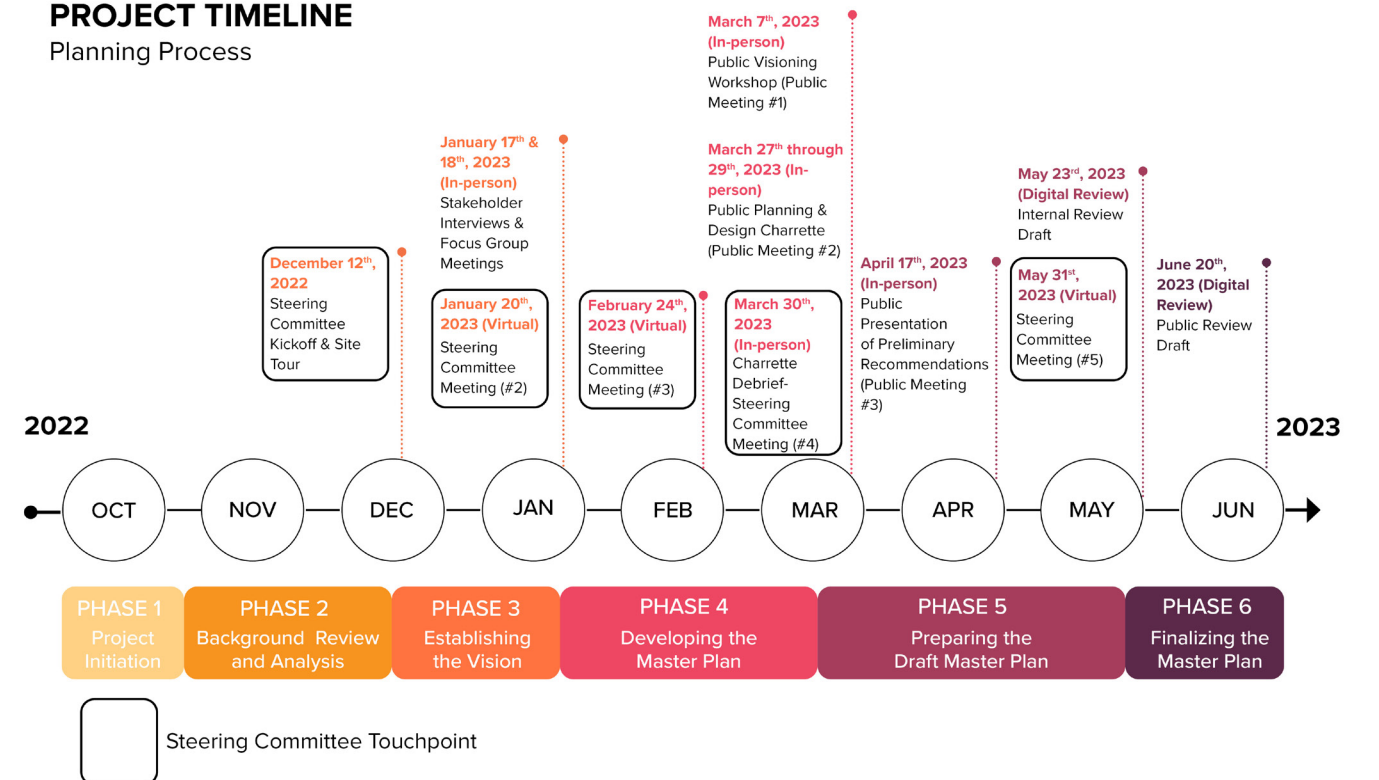 PROJECT TIMELINE
Planning Process
December 12th,
2022
Steering
Committee
Kickoff & Site
Tour
January 17th &
18th, 2023
(In-person)
Stakeholder
Interviews &
Focus Group
Meetings
January 20th,
2023 (Virtual)
Steering
Committee
Meeting (#2)
February 24th,
2023 (Virtual)
Steering
Committee
Meeting (#3)
March 7th, 2023
(In-person)
Public Visioning
Workshop (Public
Meeting #1)
March 27th through
29th, 2023 (In-
person)
Public Planning &
Design Charrette
(Public Meeting #2)
March 30th,
2023
(In-person)
Charrette
Debrief-
Steering
Committee
Meeting (#4)
April 17th, 2023
(In-person)
Public
Presentation
of Preliminary
Recommendations
(Public Meeting
#3)
May 23rd, 2023
(Digital Review)
Internal Review
Draft
May 31st,
2023 (Virtual)
Steering
Committee
Meeting (#5)
June 20th,
2023 (Digital
Review)
Public Review
Draft
2022
2023
OCT
NOV
DEC
JAN
FEB
MAR
APR
MAY
JUN
PHASE 1
Project
Initiation
PHASE 2
Background Review
and Analysis
PHASE 3
Establishing
the Vision
PHASE 4
Developing the
Master Plan
PHASE 5
Preparing the
Draft Master Plan
PHASE 6
Finalizing the
Master Plan
Steering Committee Touchpoint